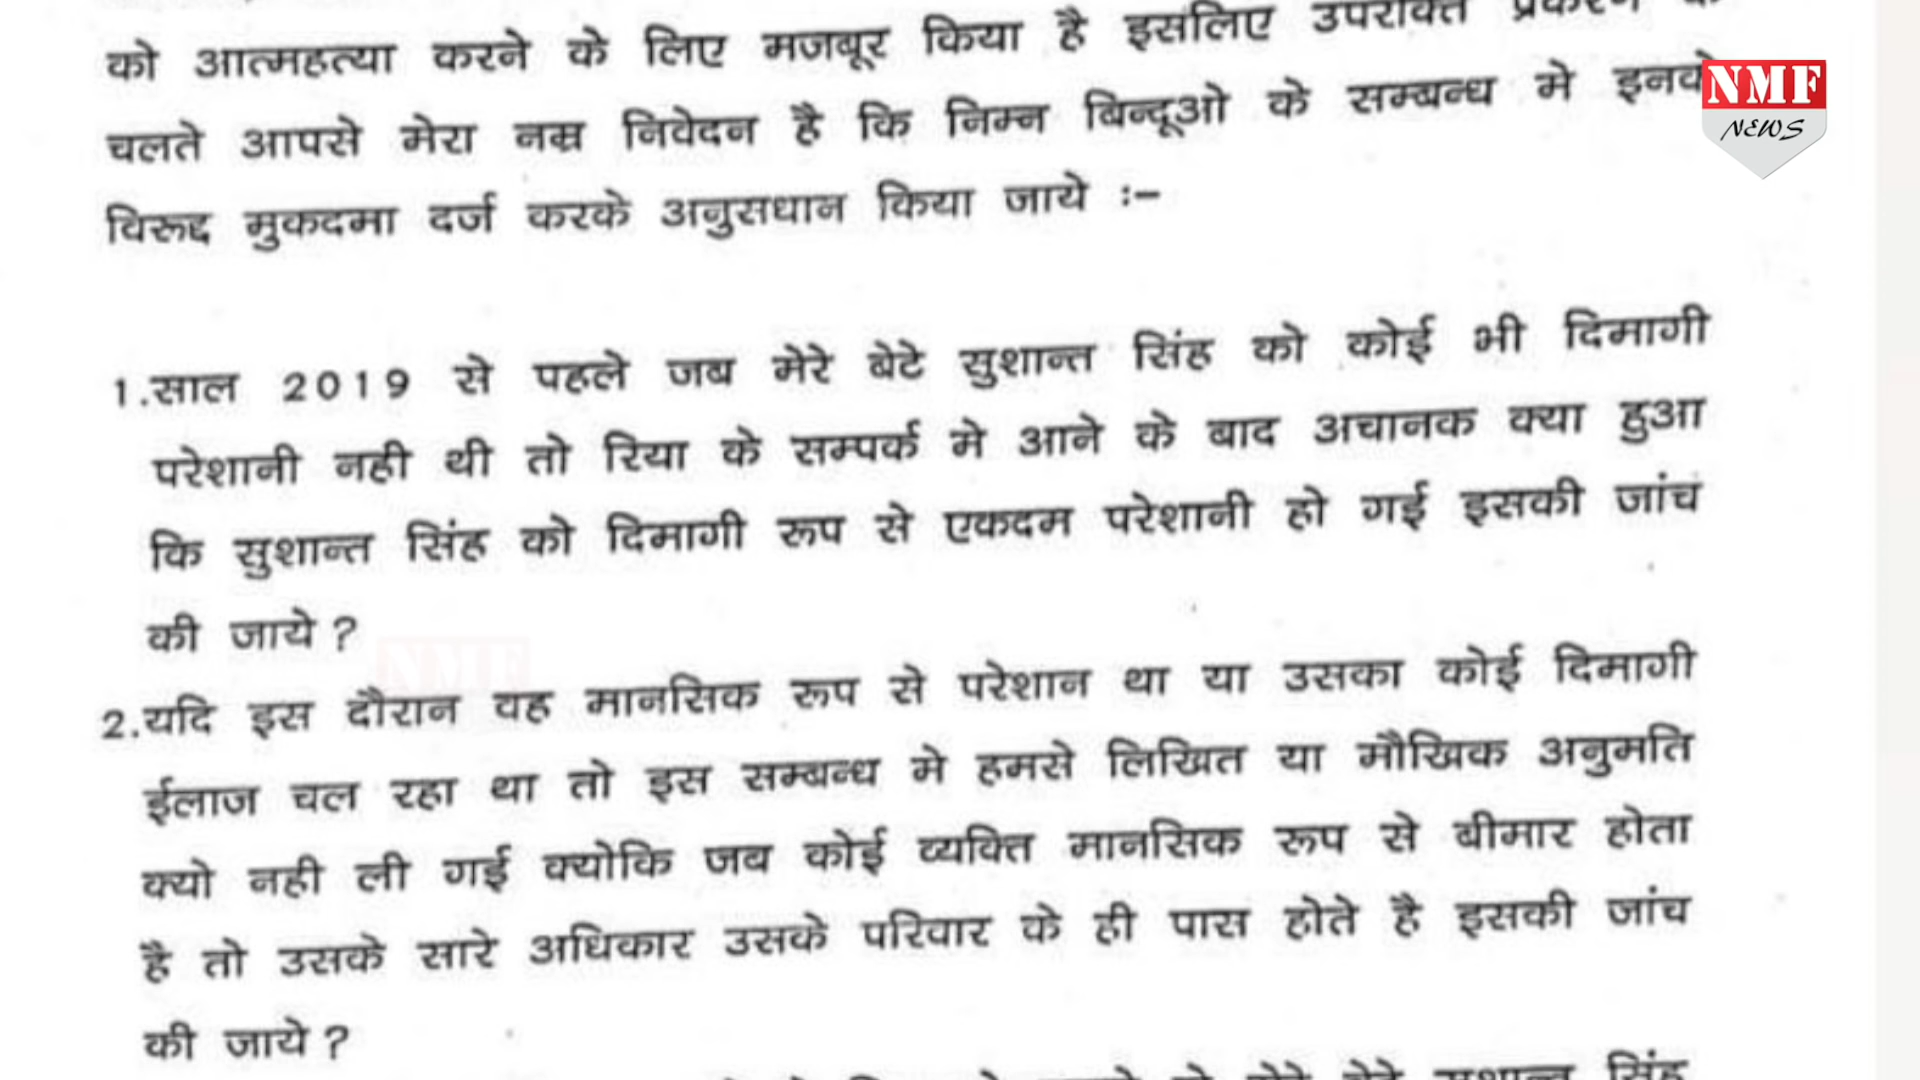 को आत्महत्या करने के लिए मजबूर किया है इसलिए उपरोक्त प्रकरण के
चलते आपसे मेरा नम्र निवेदन है कि निम्न बिन्दूओ के सम्बन्ध मे इनके
विरूद्द मुकदमा दर्ज करके अनुसधान किया जाये :-
NMF
NEWS
1.साल 2019 से पहले जब मेरे बेटे सुशान्त सिंह को कोई भी दिमागी
परेशानी नही थी तो रिया के सम्पर्क मे आने के बाद अचानक क्या हुआ
कि सुशान्त सिंह को दिमागी रूप से एकदम परेशानी हो गई इसकी जांच
की जाये ?
NMF
2.यदि इस दौरान वह मानसिक रूप से परेशान था या उसका कोई दिमागी
ईलाज चल रहा था तो इस सम्बन्ध मे हमसे लिखित या मौखिक अनुमति
क्यो नही ली गई क्योकि जब कोई व्यक्ति मानसिक रूप से बीमार होता
है तो उसके सारे अधिकार उसके परिवार के ही पास होते है इसकी जांच
की जाये ?
सुशान्त सिंह